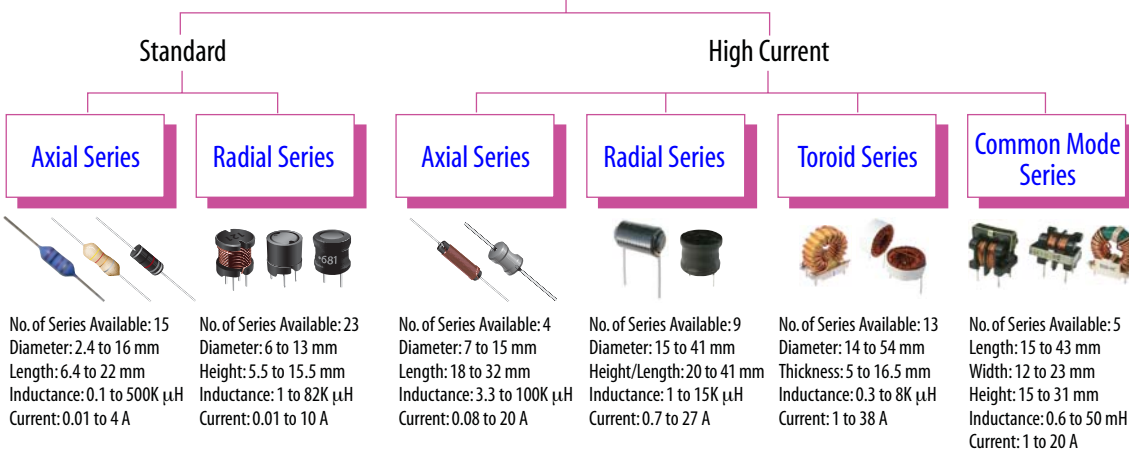 Standard
High Current
Axial Series
Radial Series
Axial Series
Radial Series
Toroid Series
Common Mode
Series
681
No. of Series Available: 15
Diameter: 2.4 to 16 mm
Length: 6.4 to 22 mm
Inductance: 0.1 to 500K μH
Current: 0.01 to 4 A
No. of Series Available: 23
Diameter: 6 to 13 mm
Height: 5.5 to 15.5 mm
Inductance: 1 to 82K μH
Current: 0.01 to 10 A
No. of Series Available: 4
Diameter: 7 to 15 mm
Length: 18 to 32 mm
Inductance: 3.3 to 100K μH
Current: 0.08 to 20 A
No. of Series Available: 9
Diameter: 15 to 41 mm
Height/Length: 20 to 41 mm
Inductance: 1 to 15K μH
Current: 0.7 to 27 A
No. of Series Available: 13
Diameter: 14 to 54 mm
Thickness: 5 to 16.5 mm
Inductance: 0.3 to 8K μH
Current: 1 to 38 A
No. of Series Available: 5
Length: 15 to 43 mm
Width: 12 to 23 mm
Height: 15 to 31 mm
Inductance: 0.6 to 50 mH
Current: 1 to 20 A